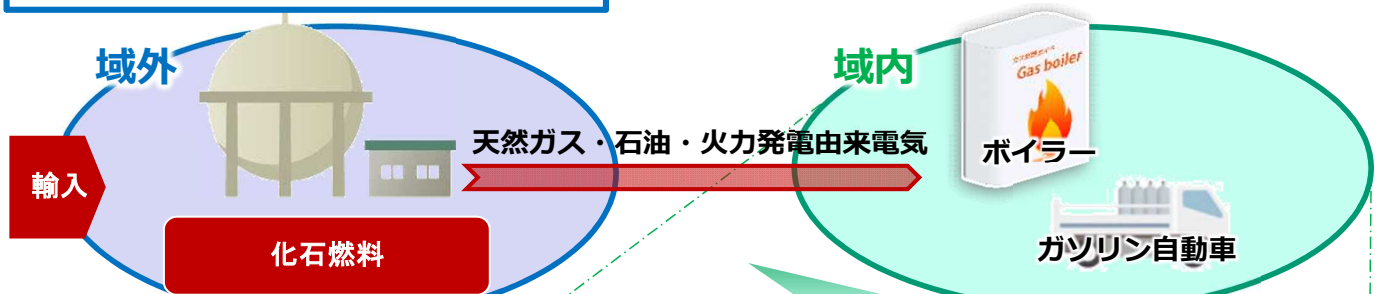 域外
域内
Gas boiler
天然ガス・石油・火力発電由来電気
ボイラー
輸入
化石燃料
ガソリン自動車